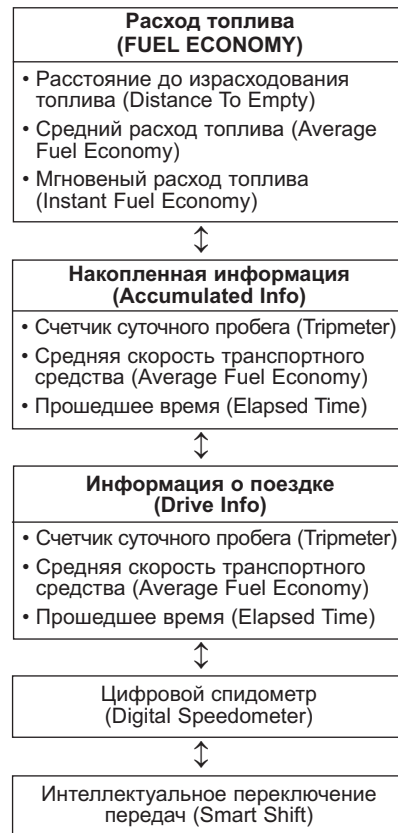 Расход топлива
(FUEL ECONOMY)
• Расстояние до израсходования
топлива (Distance To Empty)
• Средний расход топлива (Average
Fuel Economy)
• Мгновеный расход топлива
(Instant Fuel Economy)
↕
Накопленная информация
(Accumulated Info)
• Счетчик суточного пробега (Tripmeter)
• Средняя скорость транспортного
средства (Average Fuel Economy)
• Прошедшее время (Elapsed Time)
↕
Информация о поездке
(Drive Info)
• Счетчик суточного пробега (Tripmeter)
• Средняя скорость транспортного
средства (Average Fuel Economy)
• Прошедшее время (Elapsed Time)
↕
Цифровой спидометр
(Digital Speedometer)
↕
Интеллектуальное переключение
передач (Smart Shift)